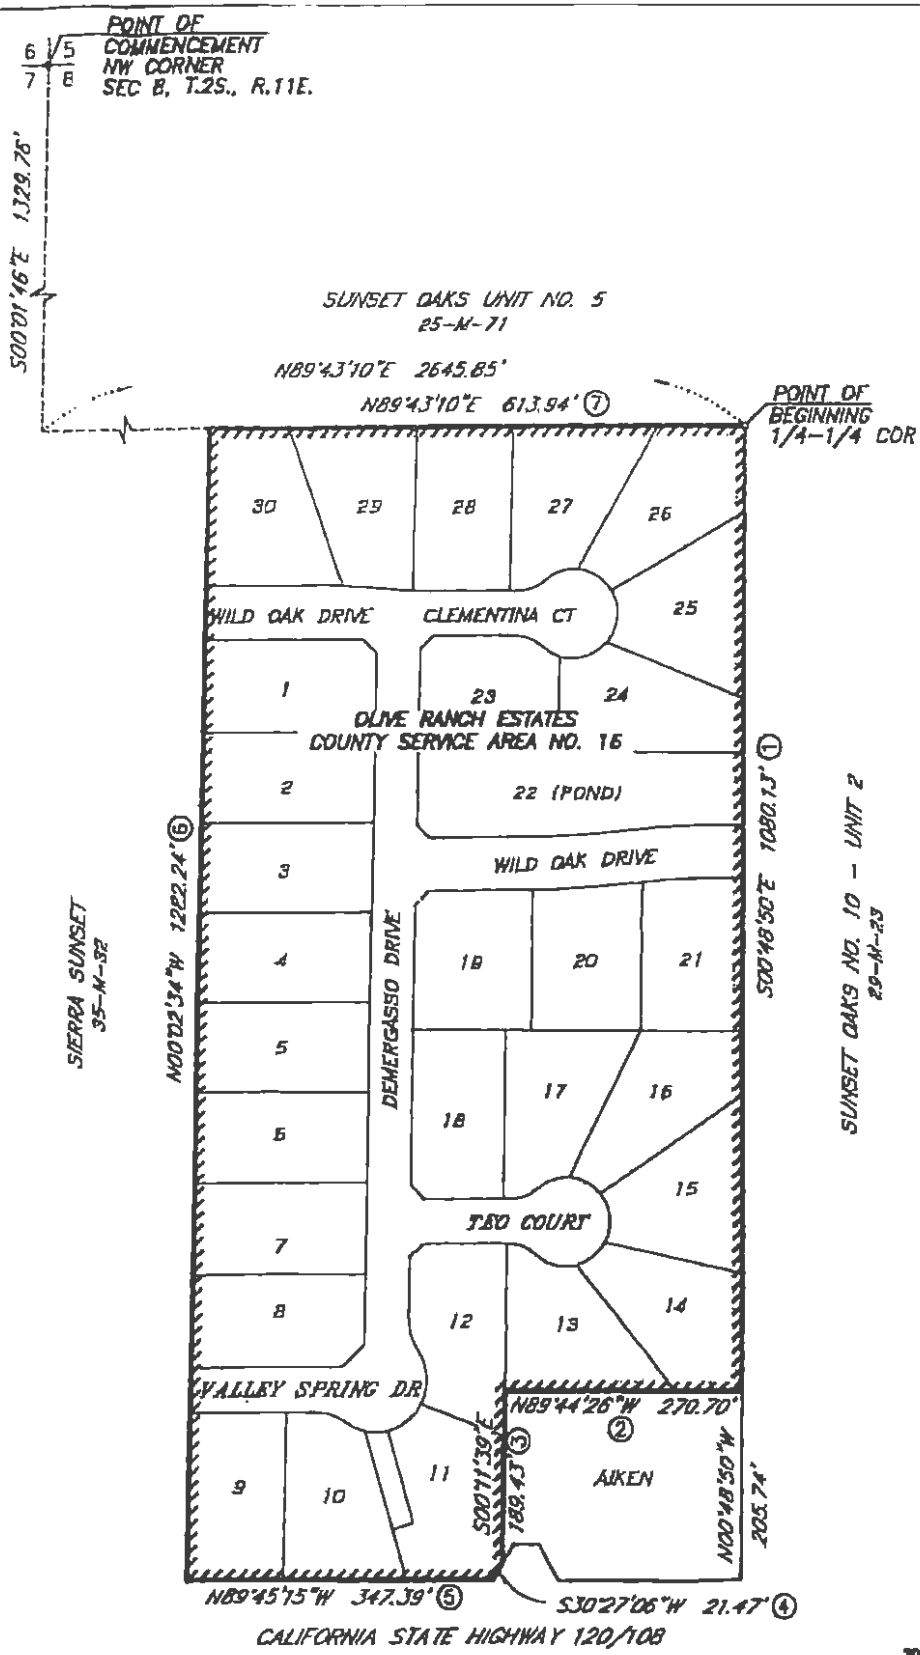 POINT OF
COMMENCEMENT
NW CORNER
SEC 8, T.2S., R.11E.
6 5
7 8
S00°01'46"E 1329.76'
SUNSET OAKS UNIT NO. 5
25-M-71
N89°43'10"E 2645.85'
N89°43'10"E 613.94' ⑦
POINT OF
BEGINNING
1/4-1/4 COR
30
29
28
27
26
25
WILD OAK DRIVE
CLEMENTINA CT
1
23
24
OLIVE RANCH ESTATES
COUNTY SERVICE AREA NO. 16
2
22 (POND)
S00°48'50"E 1080.13' ①
SUNSET OAKS NO. 10 - UNIT 2
29-M-23
N00°02'34"W 1282.24' ⑥
SIERRA SUNSET
35-M-32
3
WILD OAK DRIVE
DEMERGASSO DRIVE
4
19
20
21
5
6
18
17
16
15
TEO COURT
7
8
12
13
14
VALLEY SPRING DR
N89°44'26"W 270.70'
②
S00°11'39"E
189.43' ③
AIKEN
N00°48'50"W
205.74'
9
10
11
N89°45'15"W 347.39' ⑤
S30°27'06"W 21.47' ④
CALIFORNIA STATE HIGHWAY 120/108